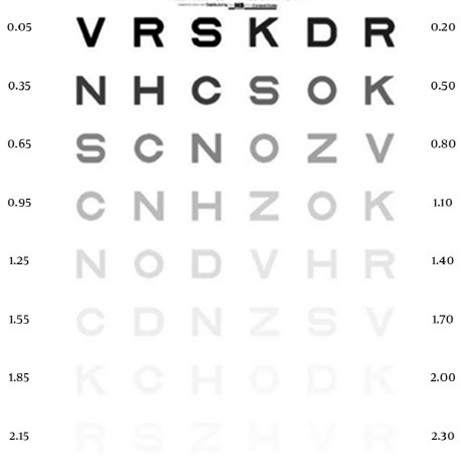 0.05 V R S K D R 0.20
0.35 N H C S O K 0.50
0.65 S C N O Z V 0.80
0.95 C N H Z O K 1.10
1.25 N O D V H R 1.40
1.55 C D N Z S V 1.70
1.85 K C H O D K 2.00
2.15 R S Z H V R 2.30